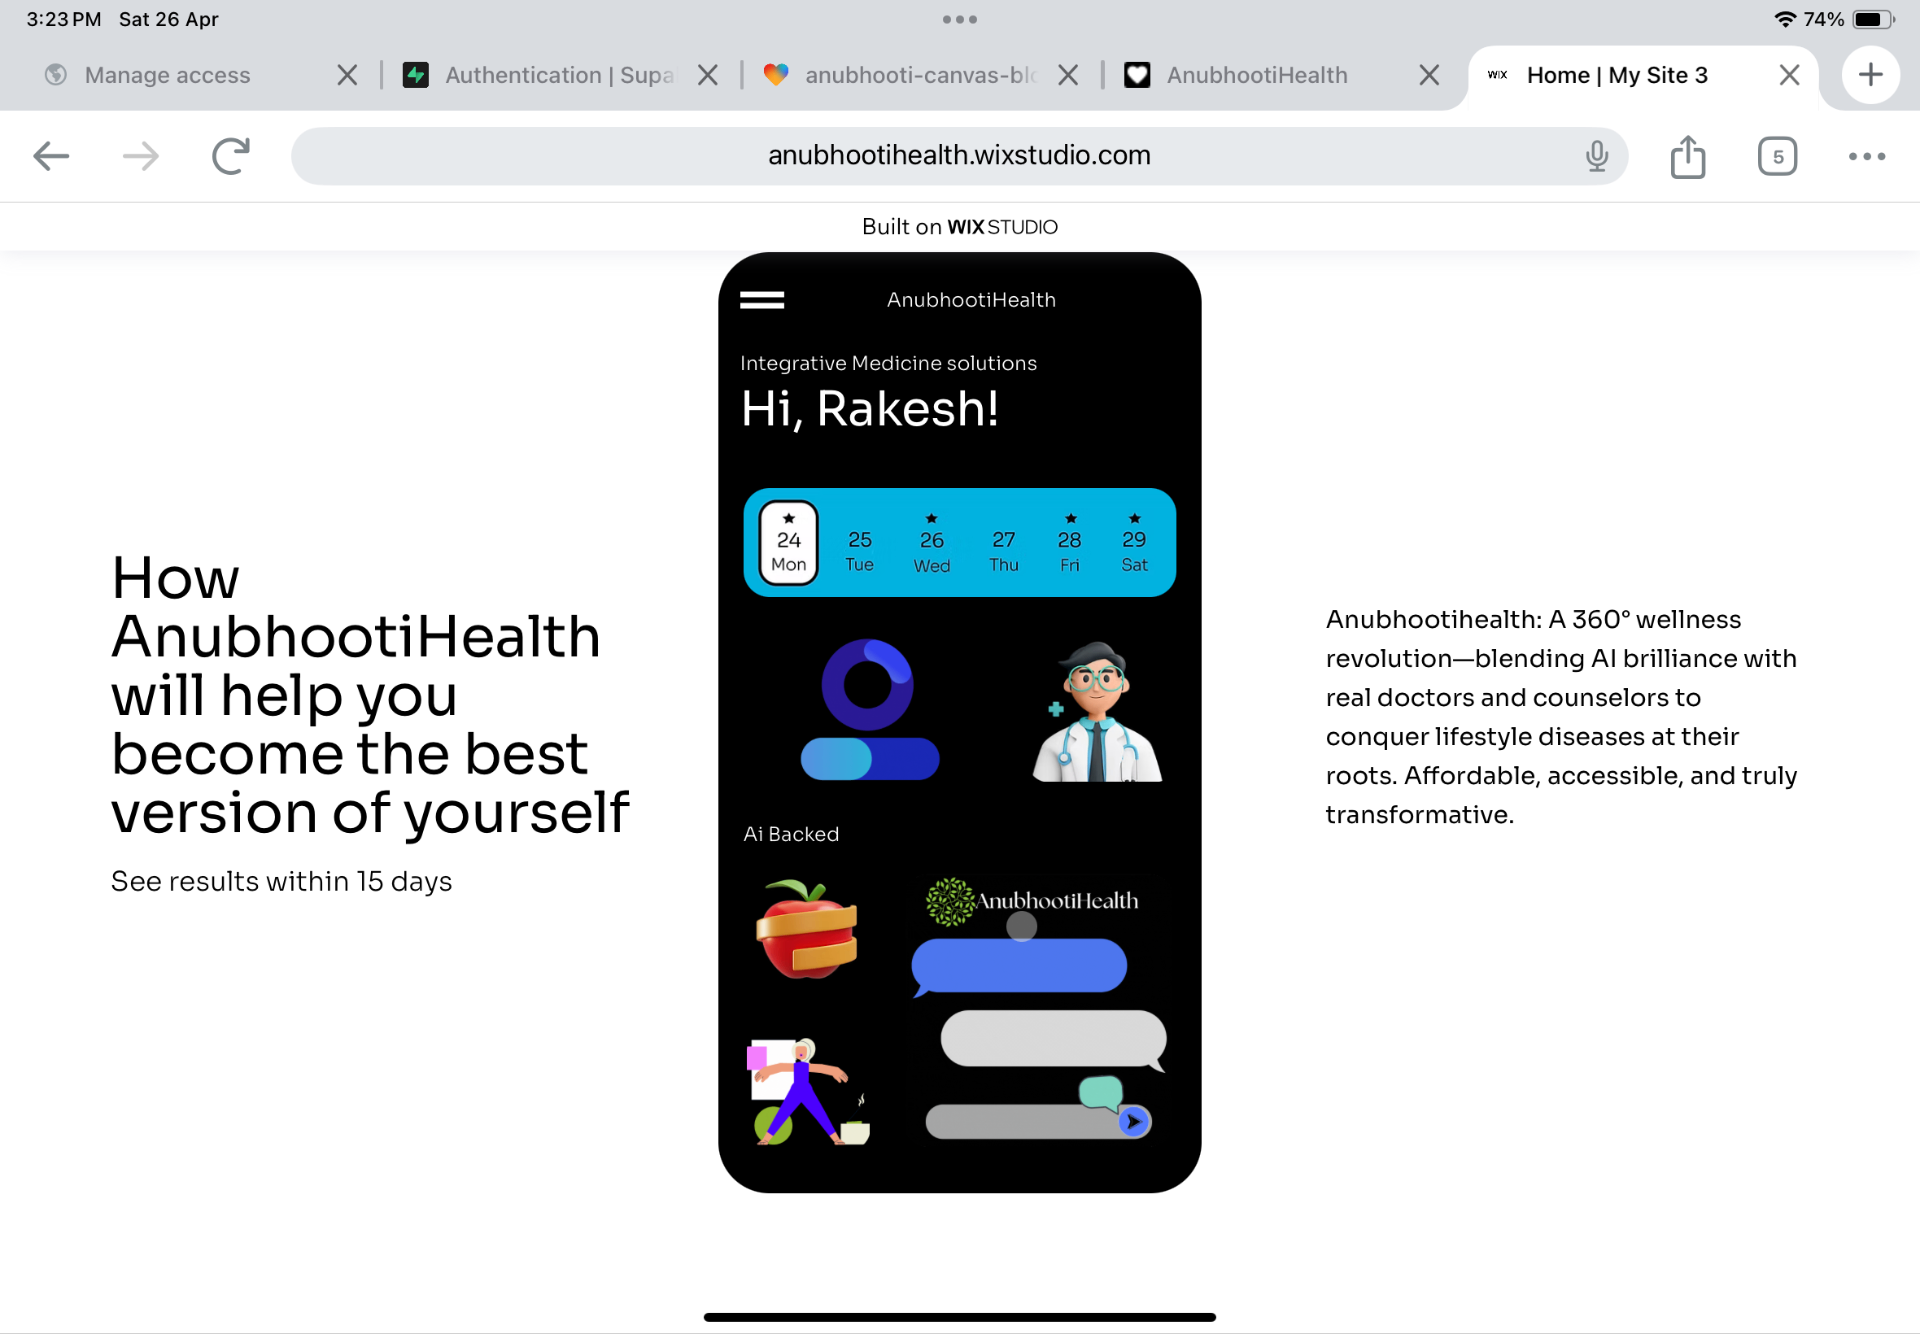 3:23 PM Sat 26 Apr
74%
Manage access
Authentication | Supa
anubhooti-canvas-blo
AnubhootiHealth
WIX Home | My Site 3
anubhootihealth.wixstudio.com
5
Built on WIX STUDIO
AnubhootiHealth
Integrative Medicine solutions
Hi, Rakesh!
24 25 26 27 28 29
Mon Tue Wed Thu Fri Sat
Ai Backed
AnubhootiHealth
How
AnubhootiHealth
will help you
become the best
version of yourself
See results within 15 days
Anubhootihealth: A 360° wellness
revolution—blending AI brilliance with
real doctors and counselors to
conquer lifestyle diseases at their
roots. Affordable, accessible, and truly
transformative.